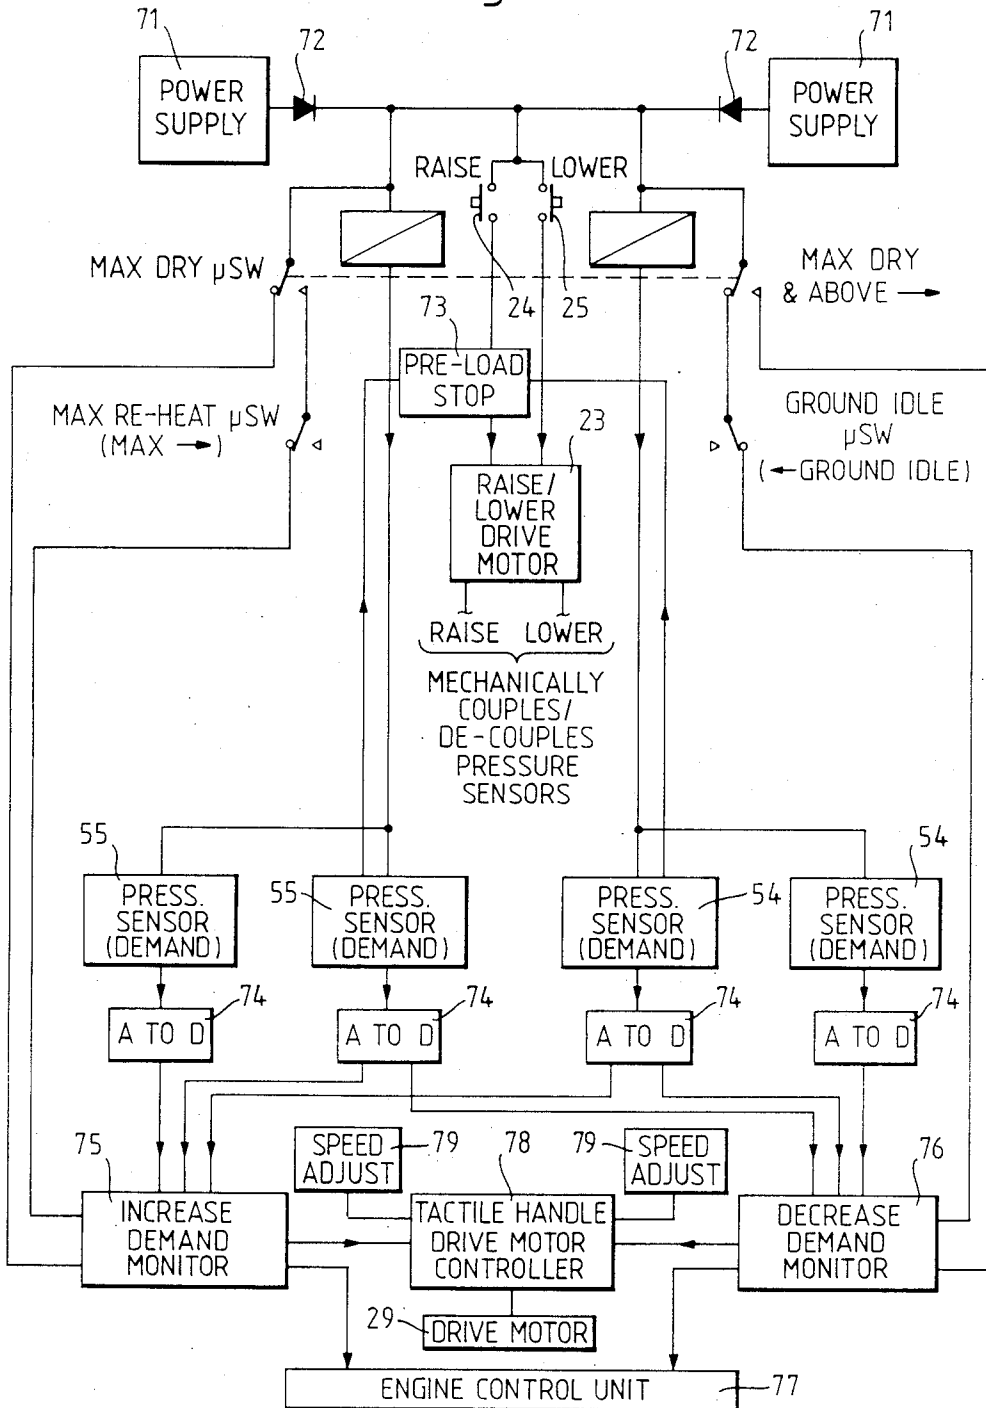 71
72
72
71
POWER
SUPPLY
POWER
SUPPLY
RAISE
LOWER
MAX DRY µSW
24
25
MAX DRY
& ABOVE →
73
PRE-LOAD
STOP
MAX RE-HEAT µSW
(MAX →)
23
GROUND IDLE
µSW
(←GROUND IDLE)
RAISE/
LOWER
DRIVE
MOTOR
RAISE LOWER
MECHANICALLY
COUPLES/
DE-COUPLES
PRESSURE
SENSORS
55
PRESS.
SENSOR
(DEMAND)
55
PRESS.
SENSOR
(DEMAND)
54
PRESS.
SENSOR
(DEMAND)
54
PRESS.
SENSOR
(DEMAND)
74
A TO D
74
A TO D
74
A TO D
74
A TO D
75
INCREASE
DEMAND
MONITOR
SPEED
ADJUST
79
78
TACTILE HANDLE
DRIVE MOTOR
CONTROLLER
79
SPEED
ADJUST
76
DECREASE
DEMAND
MONITOR
29
DRIVE MOTOR
ENGINE CONTROL UNIT
77